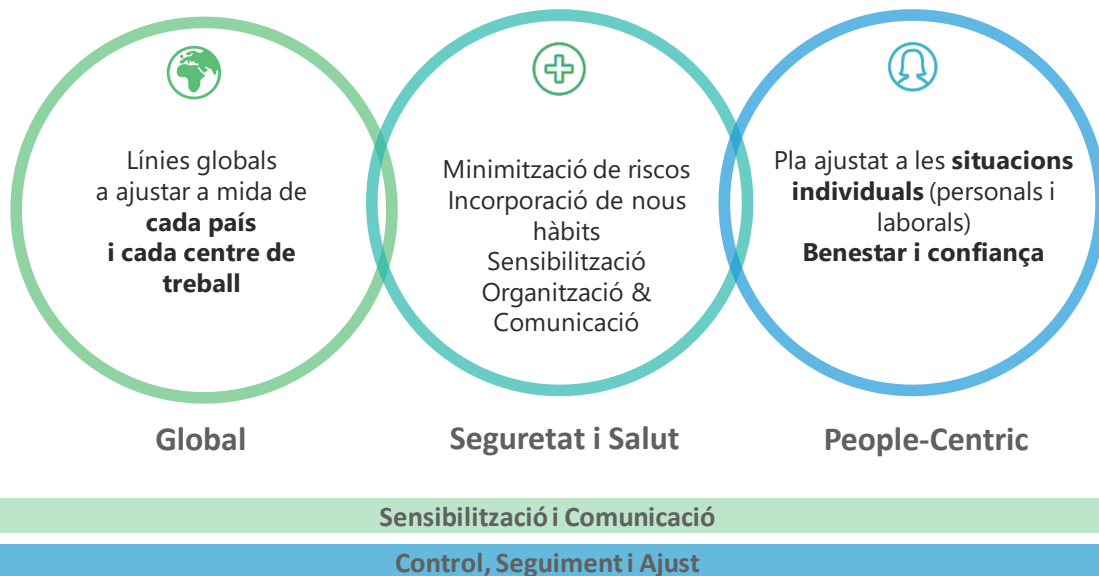 Línies globals
a ajustar a mida de
cada país
i cada centre de
treball
Minimització de riscos
Incorporació de nous
hàbits
Sensibilització
Organització &
Comunicació
Pla ajustat a les situacions
individuals (personals i
laborals)
Benestar i confiança
Global
Seguretat i Salut
People-Centric
Sensibilització i Comunicació
Control, Seguiment i Ajust